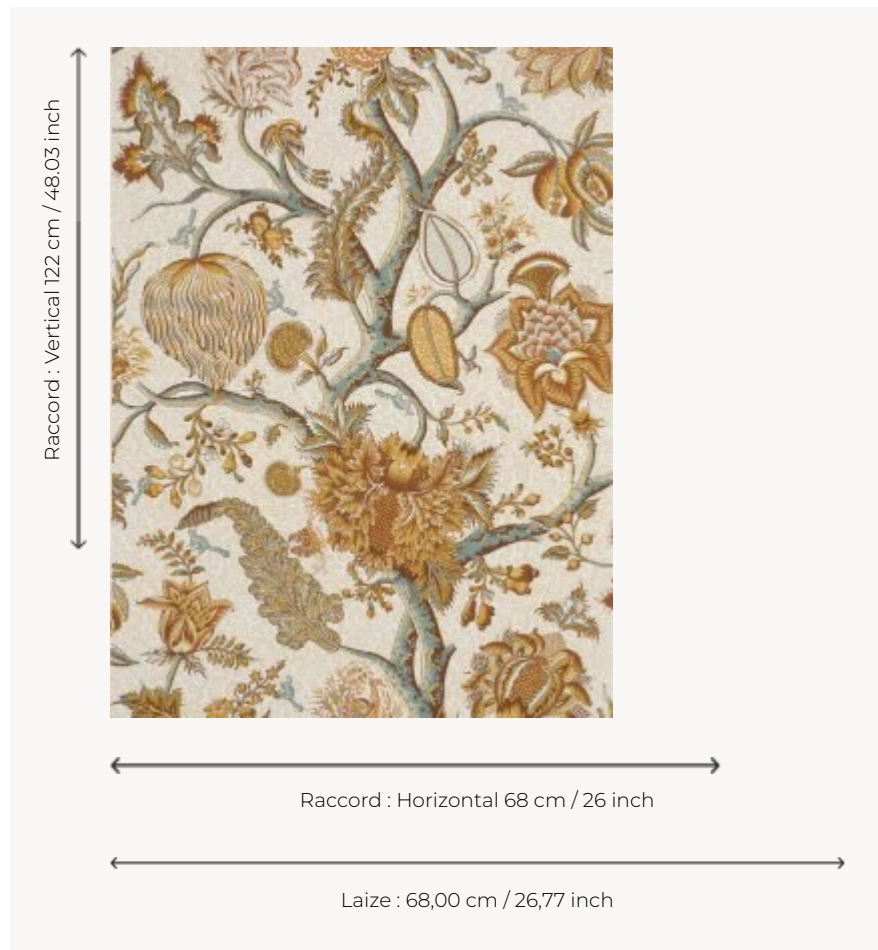 Raccord : Vertical 122 cm / 48.03 inch
Raccord : Horizontal 68 cm / 26 inch
Laize : 68,00 cm / 26,77 inch